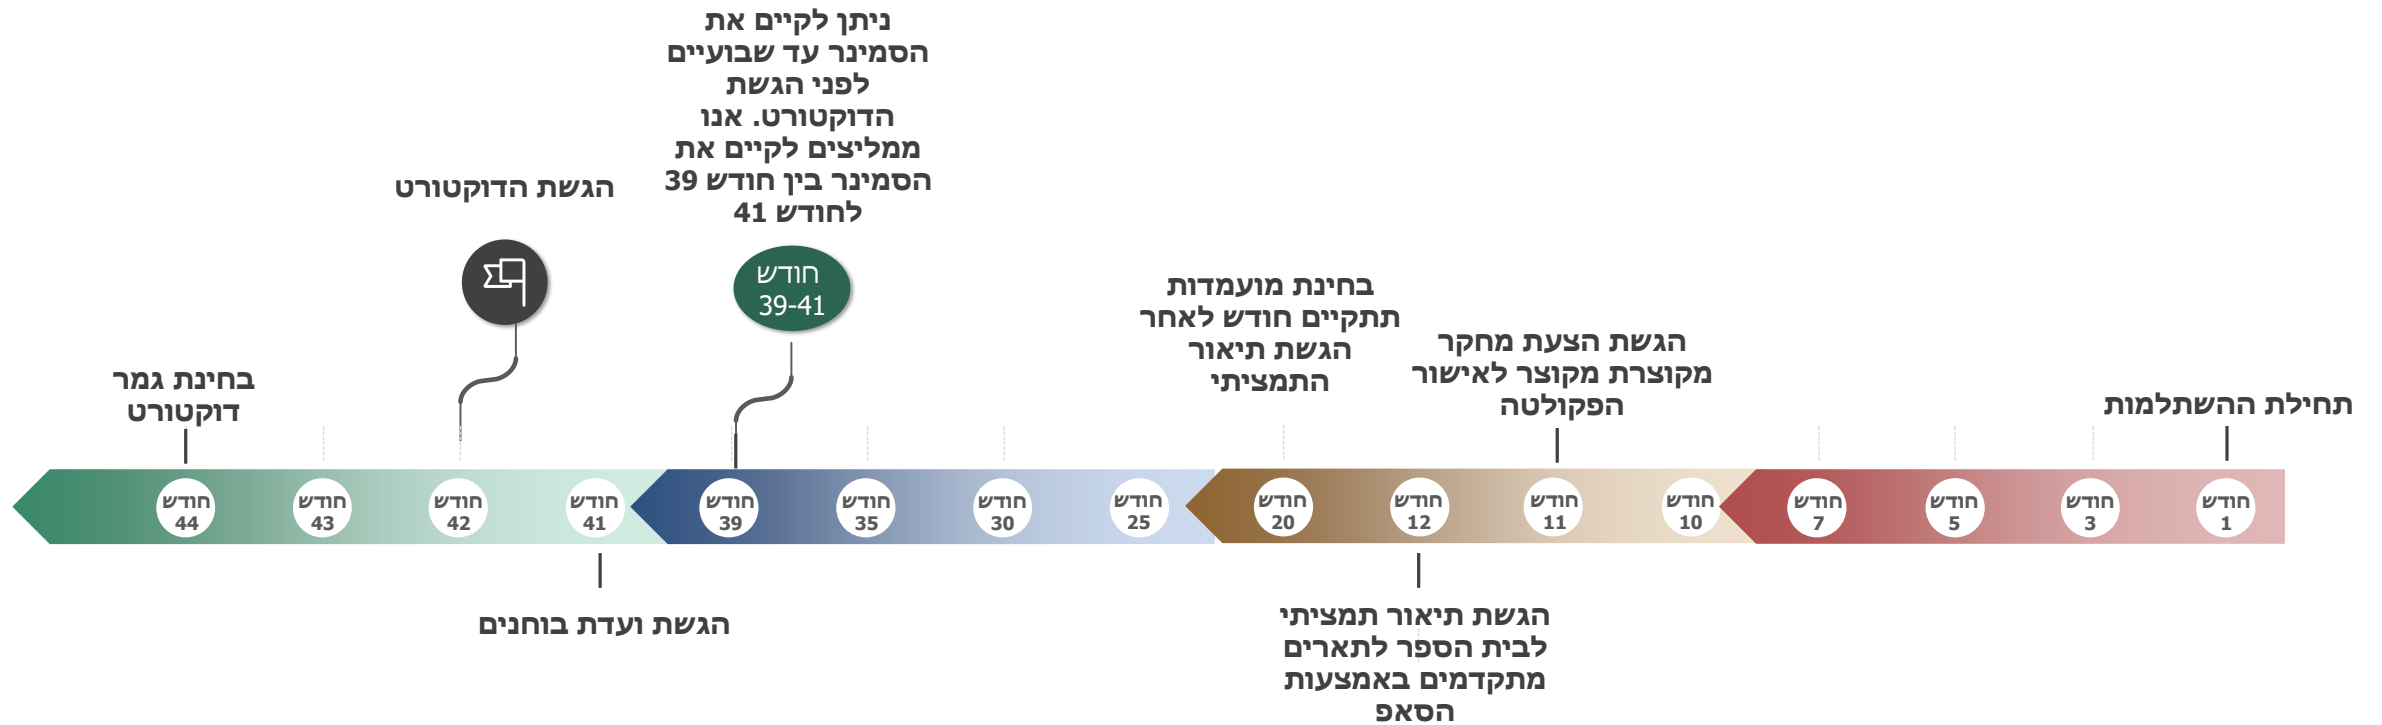 ניתן לקיים את
הסמינר עד שבועיים
לפני הגשת
הדוקטורט. אנו
ממליצים לקיים את
הסמינר בין חודש 39
לחודש 41
הגשת הדוקטורט
חודש
39-41
בחינת מועמדות
תתקיים חודש לאחר
הגשת תיאור
התמציתי
הגשת הצעת מחקר
מקוצרת מקוצר לאישור
הפקולטה
תחילת ההשתלמות
בחינת גמר
דוקטורט
חודש
1
חודש
3
חודש
5
חודש
7
חודש
10
חודש
11
חודש
12
חודש
20
חודש
25
חודש
30
חודש
35
חודש
39
חודש
41
חודש
42
חודש
43
חודש
44
הגשת תיאור תמציתי
לבית הספר לתארים
מתקדמים באמצעות
הסאפ
הגשת ועדת בוחנים